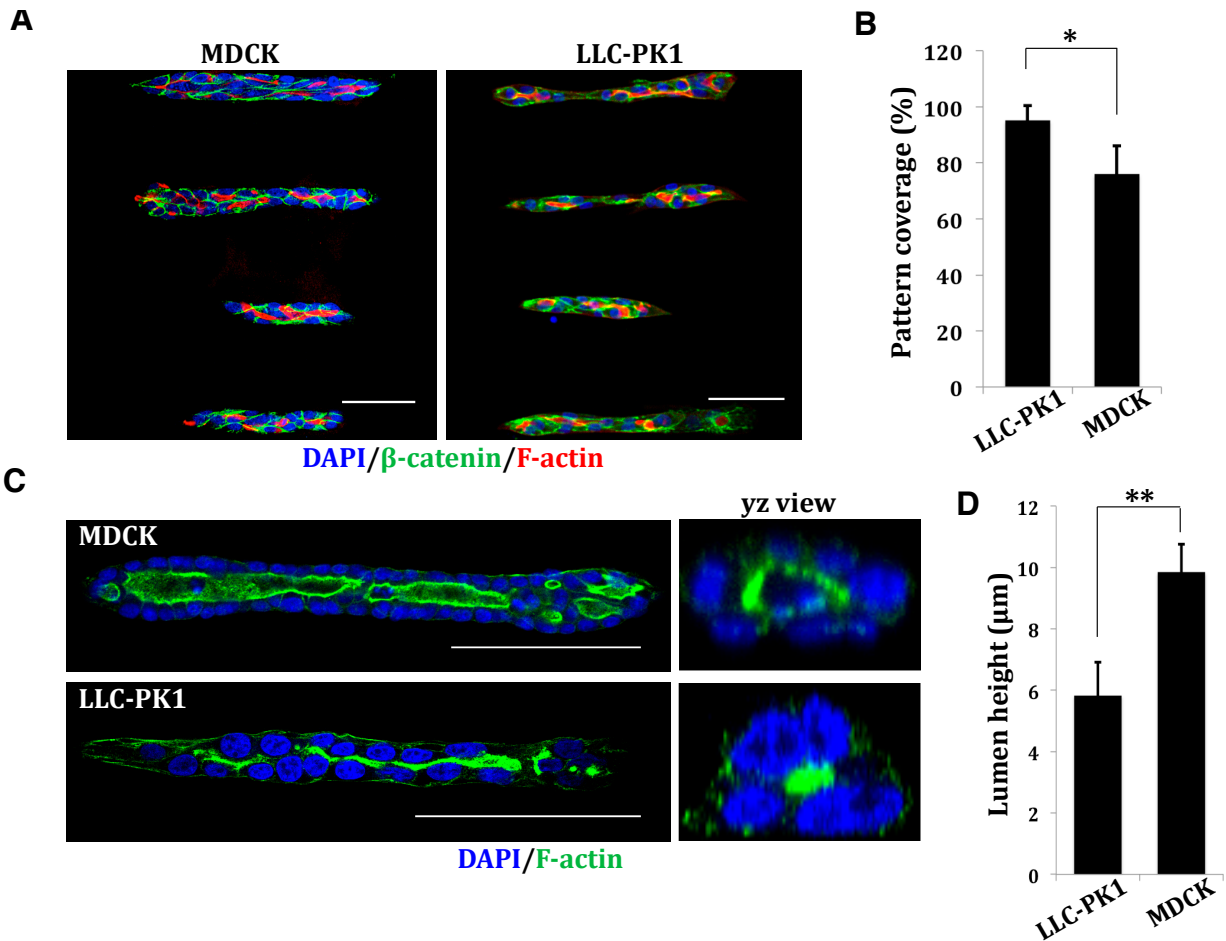 A
MDCK
LLC-PK1
DAPI/β-catenin/F-actin
B
Pattern coverage (%)
120
100
80
60
40
20
0
*
LLC-PK1
MDCK
C
MDCK
yz view
LLC-PK1
DAPI/F-actin
D
Lumen height (µm)
12
10
8
6
4
2
0
**
LLC-PK1
MDCK